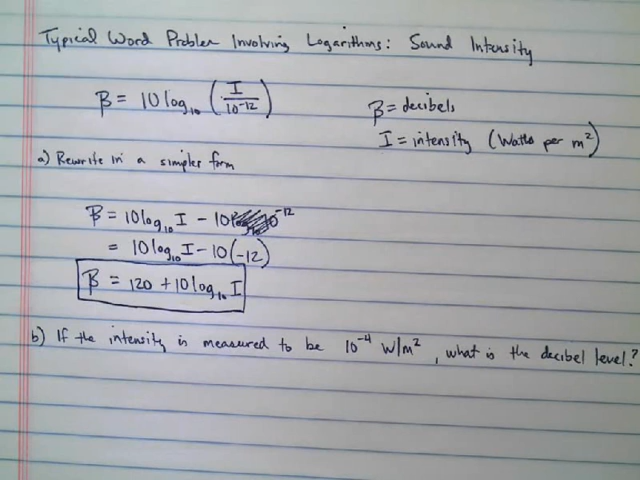 Typical Word Problem Involving Logarithms: Sound Intensity
β = 10 log₁₀ (I / 10⁻¹²)
β = decibels
I = intensity (Watts per m²)
a) Rewrite in a simpler form
β = 10 log₁₀ I − 10 10⁻¹²
= 10 log₁₀ I − 10(−12)
β = 120 + 10 log₁₀ I
b) If the intensity is measured to be 10⁻⁴ W/m², what is the decibel level?